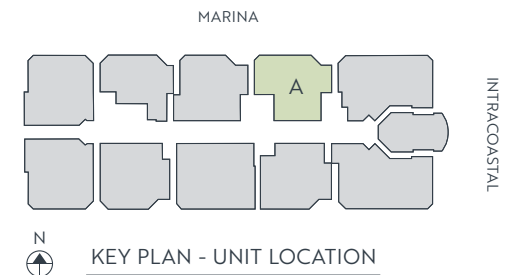 MARINA
A
INTRACOASTAL
N
KEY PLAN - UNIT LOCATION